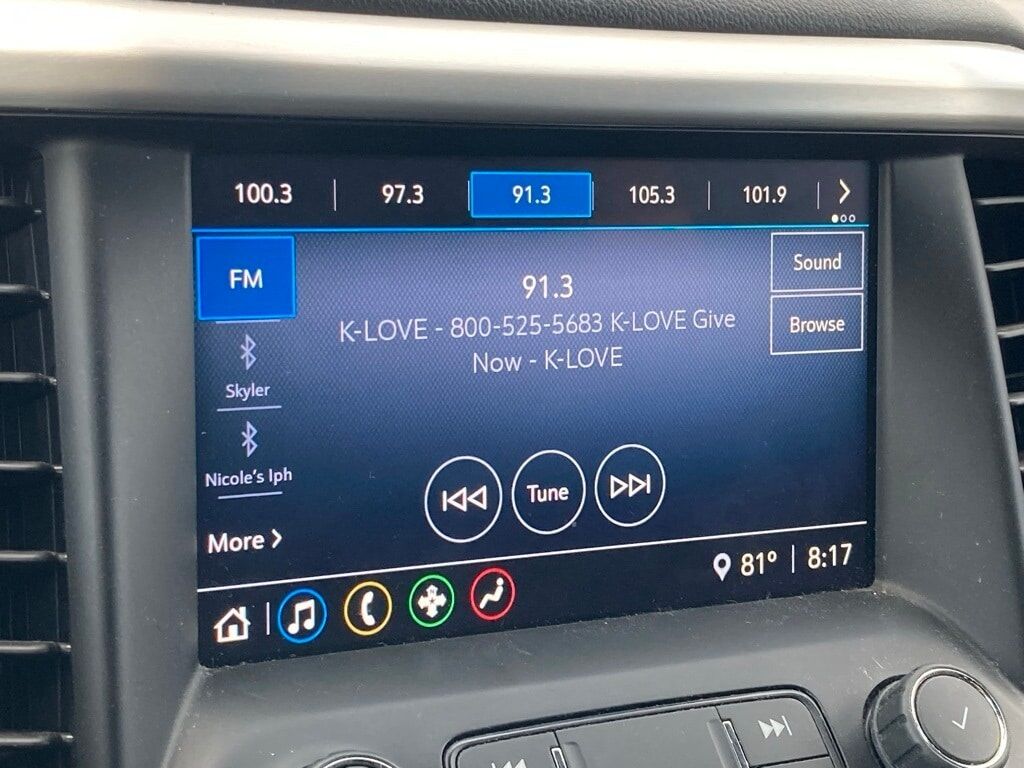 100.3 97.3 91.3 105.3 101.9
FM
91.3
K-LOVE - 800-525-5683 K-LOVE Give
Now - K-LOVE
Sound
Browse
Skyler
Nicole's Iph
More
Tune
81° 8:17